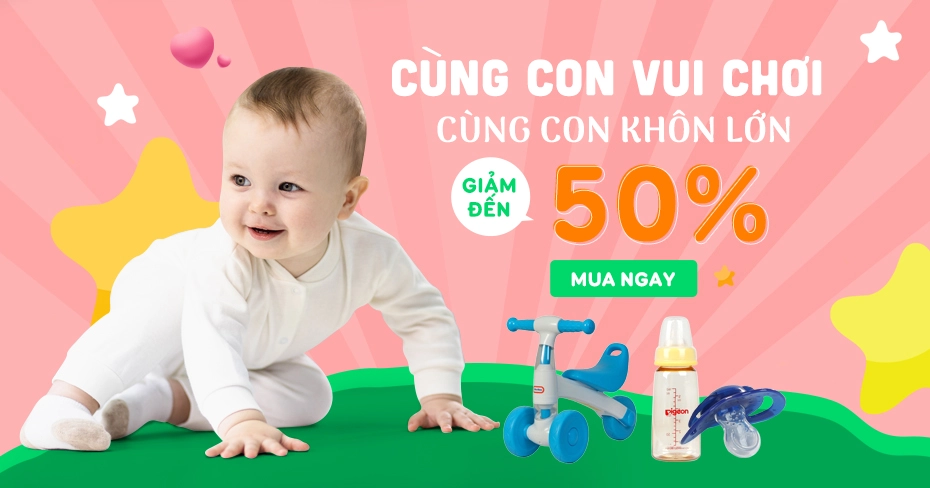 CÙNG CON VUI CHƠI
CÙNG CON KHÔN LỚN
GIẢM
ĐẾN
50%
MUA NGAY
Pigeon